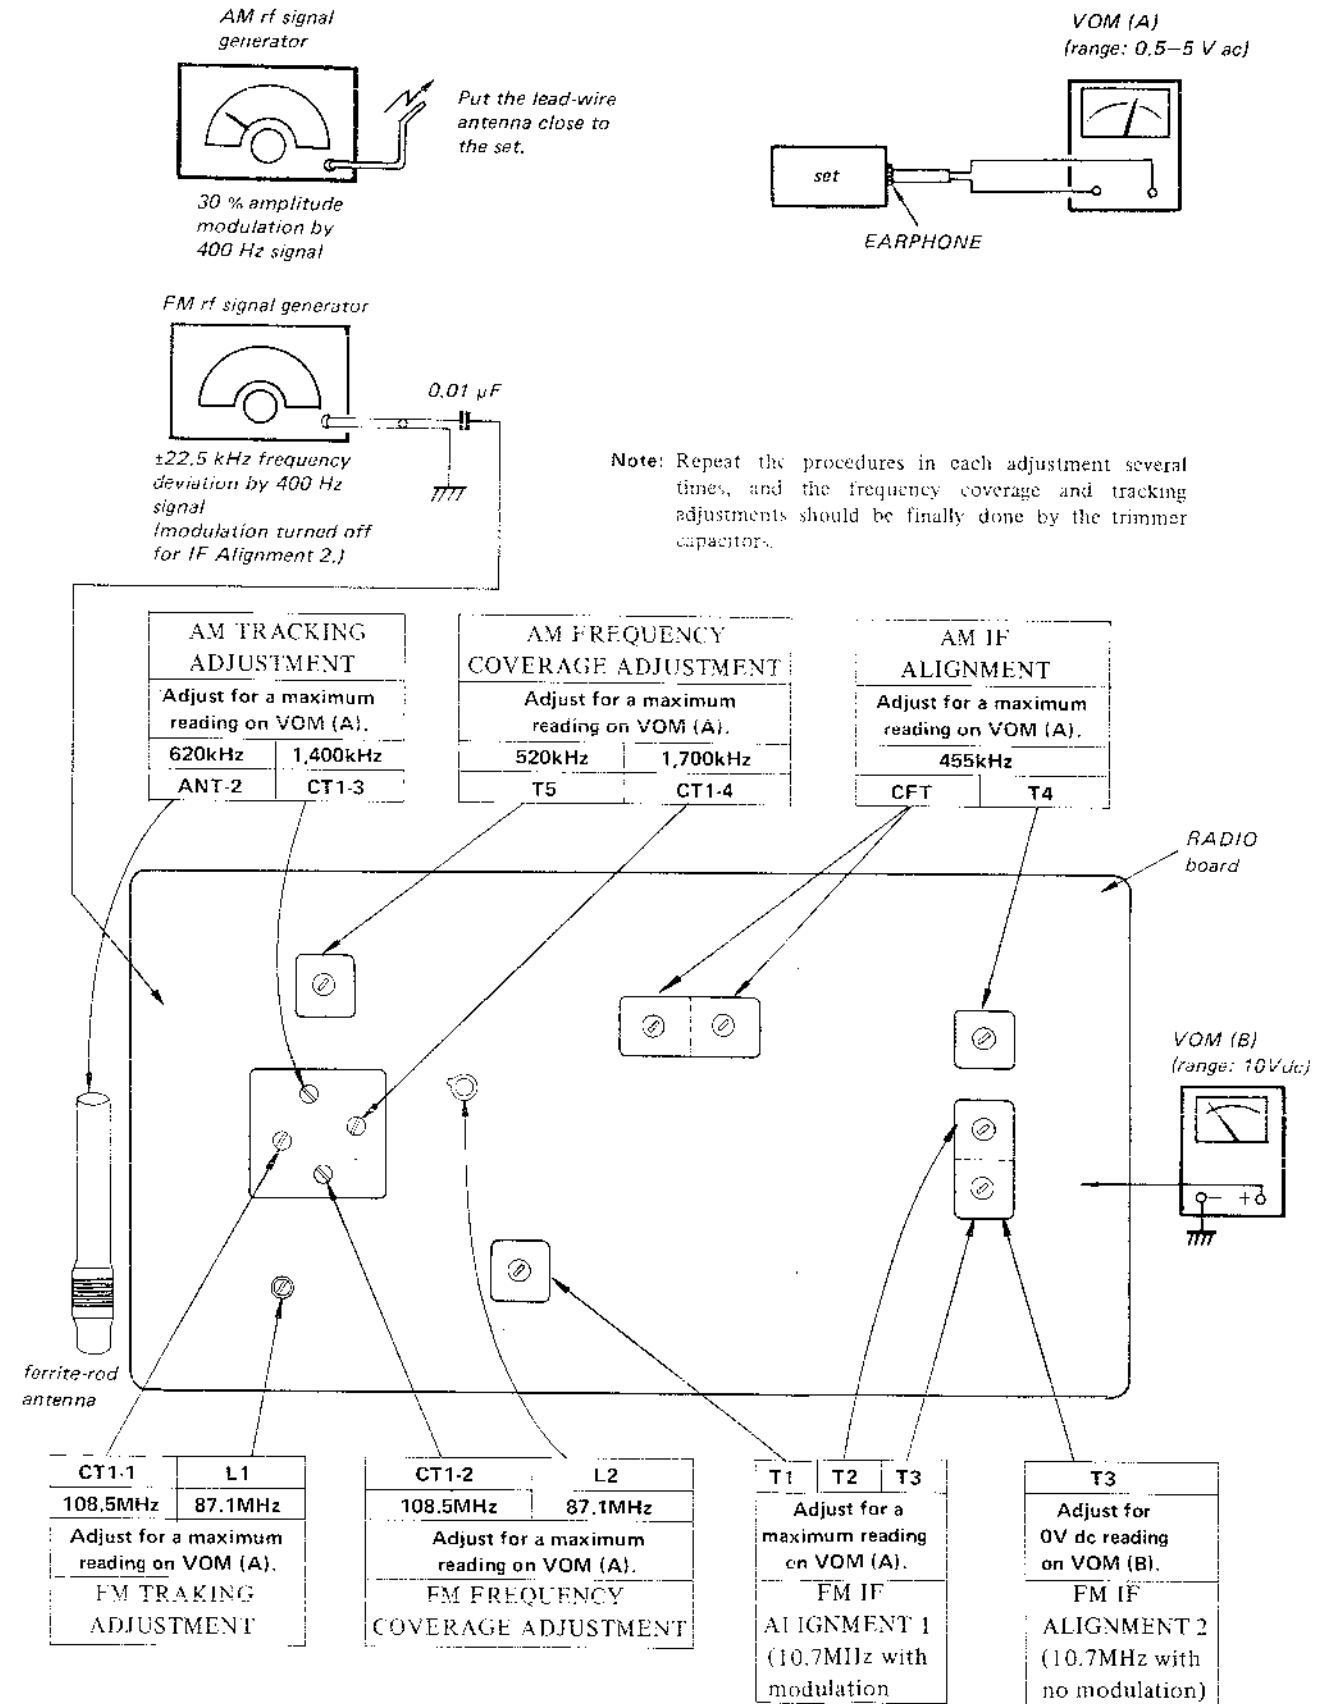 AM rf signal
generator
Put the lead-wire
antenna close to
the set.
30 % amplitude
modulation by
400 Hz signal
VOM (A)
(range: 0.5–5 V ac)
set
EARPHONE
FM rf signal generator
0.01 µF
±22.5 kHz frequency
deviation by 400 Hz
signal
(modulation turned off
for IF Alignment 2.)
Note: Repeat the procedures in each adjustment several
times, and the frequency coverage and tracking
adjustments should be finally done by the trimmer
capacitors.
AM TRACKING
ADJUSTMENT
Adjust for a maximum
reading on VOM (A).
620kHz 1,400kHz
ANT-2 CT1-3
AM FREQUENCY
COVERAGE ADJUSTMENT
Adjust for a maximum
reading on VOM (A).
520kHz 1,700kHz
T5 CT1-4
AM IF
ALIGNMENT
Adjust for a maximum
reading on VOM (A).
455kHz
CFT T4
RADIO
board
VOM (B)
(range: 10Vdc)
– +
ferrite-rod
antenna
CT1-1 L1
108.5MHz 87.1MHz
Adjust for a maximum
reading on VOM (A).
FM TRAKING
ADJUSTMENT
CT1-2 L2
108.5MHz 87.1MHz
Adjust for a maximum
reading on VOM (A).
FM FREQUENCY
COVERAGE ADJUSTMENT
T1 T2 T3
Adjust for a
maximum reading
on VOM (A).
FM IF
ALIGNMENT 1
(10.7MHz with
modulation
T3
Adjust for
0V dc reading
on VOM (B).
FM IF
ALIGNMENT 2
(10.7MHz with
no modulation)